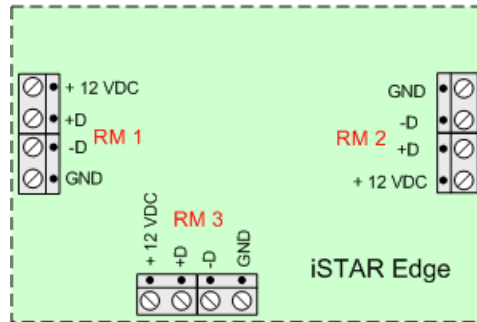 + 12 VDC
+D
-D
GND
RM 1
GND
-D
+D
+ 12 VDC
RM 2
RM 3
+ 12 VDC
+D
-D
GND
iSTAR Edge